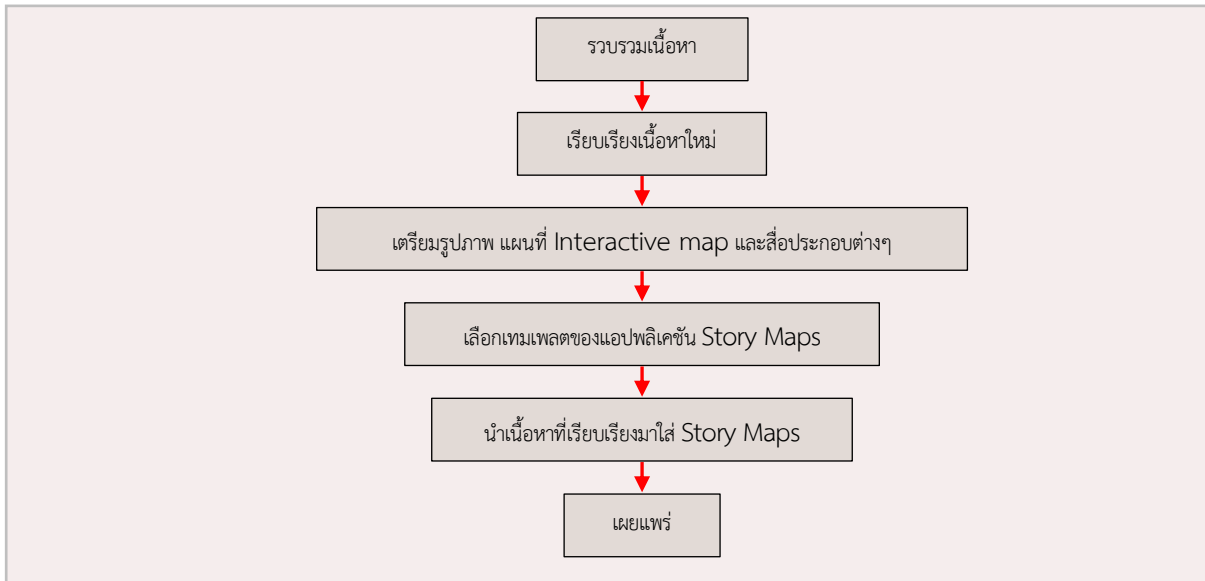 รวบรวมเนื้อหา
เรียบเรียงเนื้อหาใหม่
เตรียมรูปภาพ แผนที่ Interactive map และสื่อประกอบต่างๆ
เลือกเทมเพลตของแอปพลิเคชัน Story Maps
นำเนื้อหาที่เรียบเรียงมาใส่ Story Maps
เผยแพร่